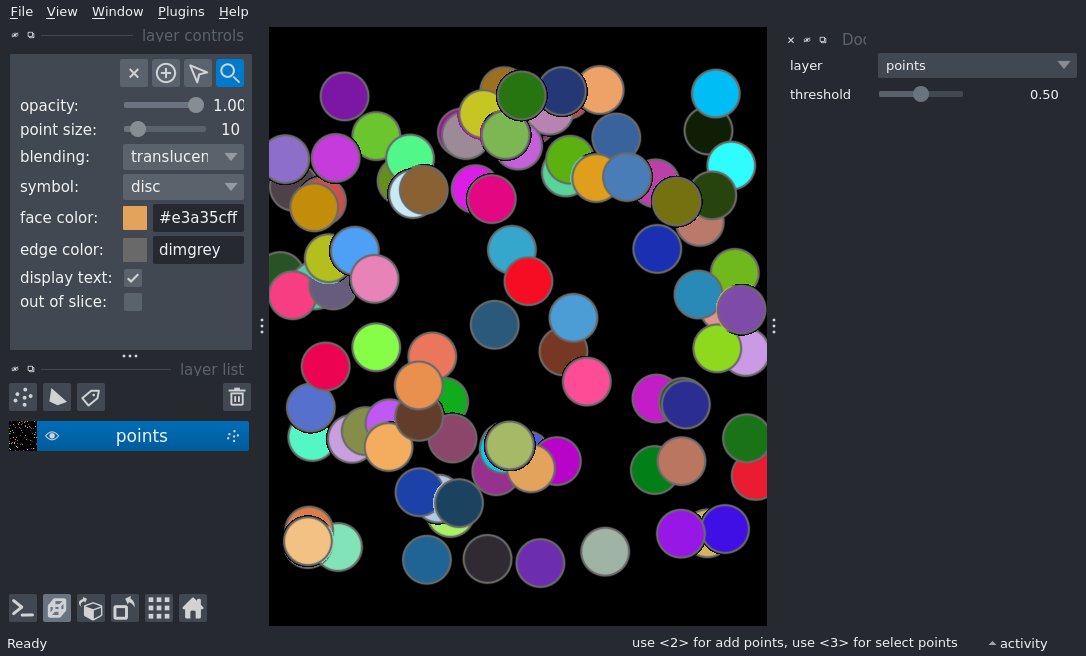 File View Window Plugins Help
layer controls
opacity: 1.00
point size: 10
blending: translucen
symbol: disc
face color: #e3a35cff
edge color: dimgrey
display text:
out of slice:
layer list
points
Doc
layer points
threshold 0.50
Ready use <2> for add points, use <3> for select points activity